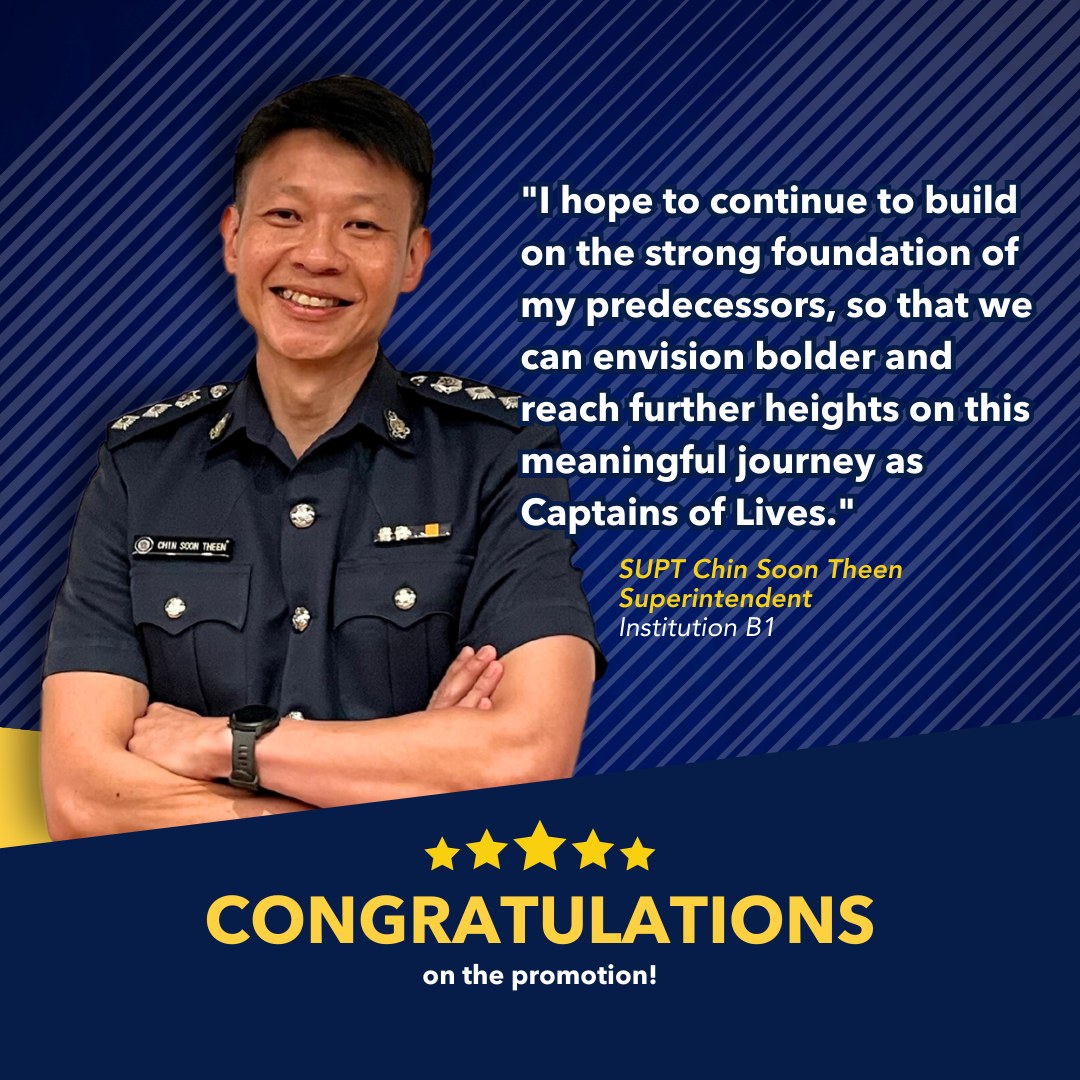 "I hope to continue to build
on the strong foundation of
my predecessors, so that we
can envision bolder and
reach further heights on this
meaningful journey as
Captains of Lives."
SUPT Chin Soon Theen
Superintendent
Institution B1
CHIN SOON THEEN
CONGRATULATIONS
on the promotion!